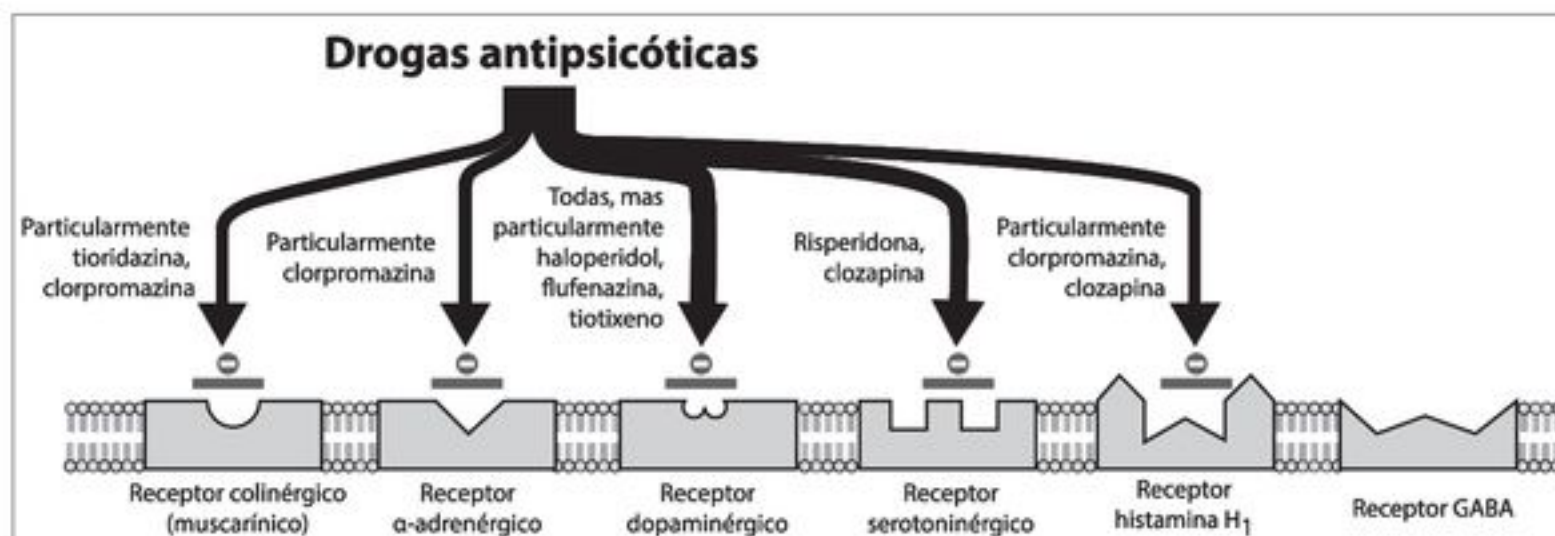 Drogas antipsicóticas
Particularmente
tioridazina,
clorpromazina
Particularmente
clorpromazina
Todas, mas
particularmente
haloperidol,
flufenazina,
tiotixeno
Risperidona,
clozapina
Particularmente
clorpromazina,
clozapina
Receptor colinérgico
(muscarínico)
Receptor
α-adrenérgico
Receptor
dopaminérgico
Receptor
serotoninérgico
Receptor
histamina H₁
Receptor GABA